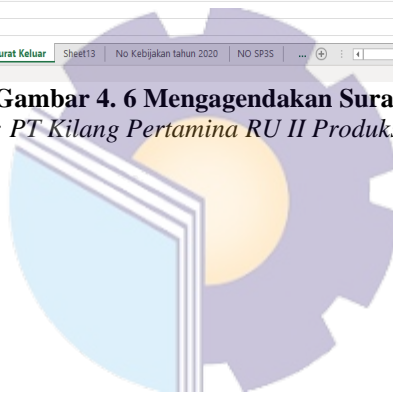 urat Keluar Sheet13 No Kebijakan tahun 2020 NO SP3S ...
Gambar 4. 6 Mengagendakan Sura
PT Kilang Pertamina RU II Produks